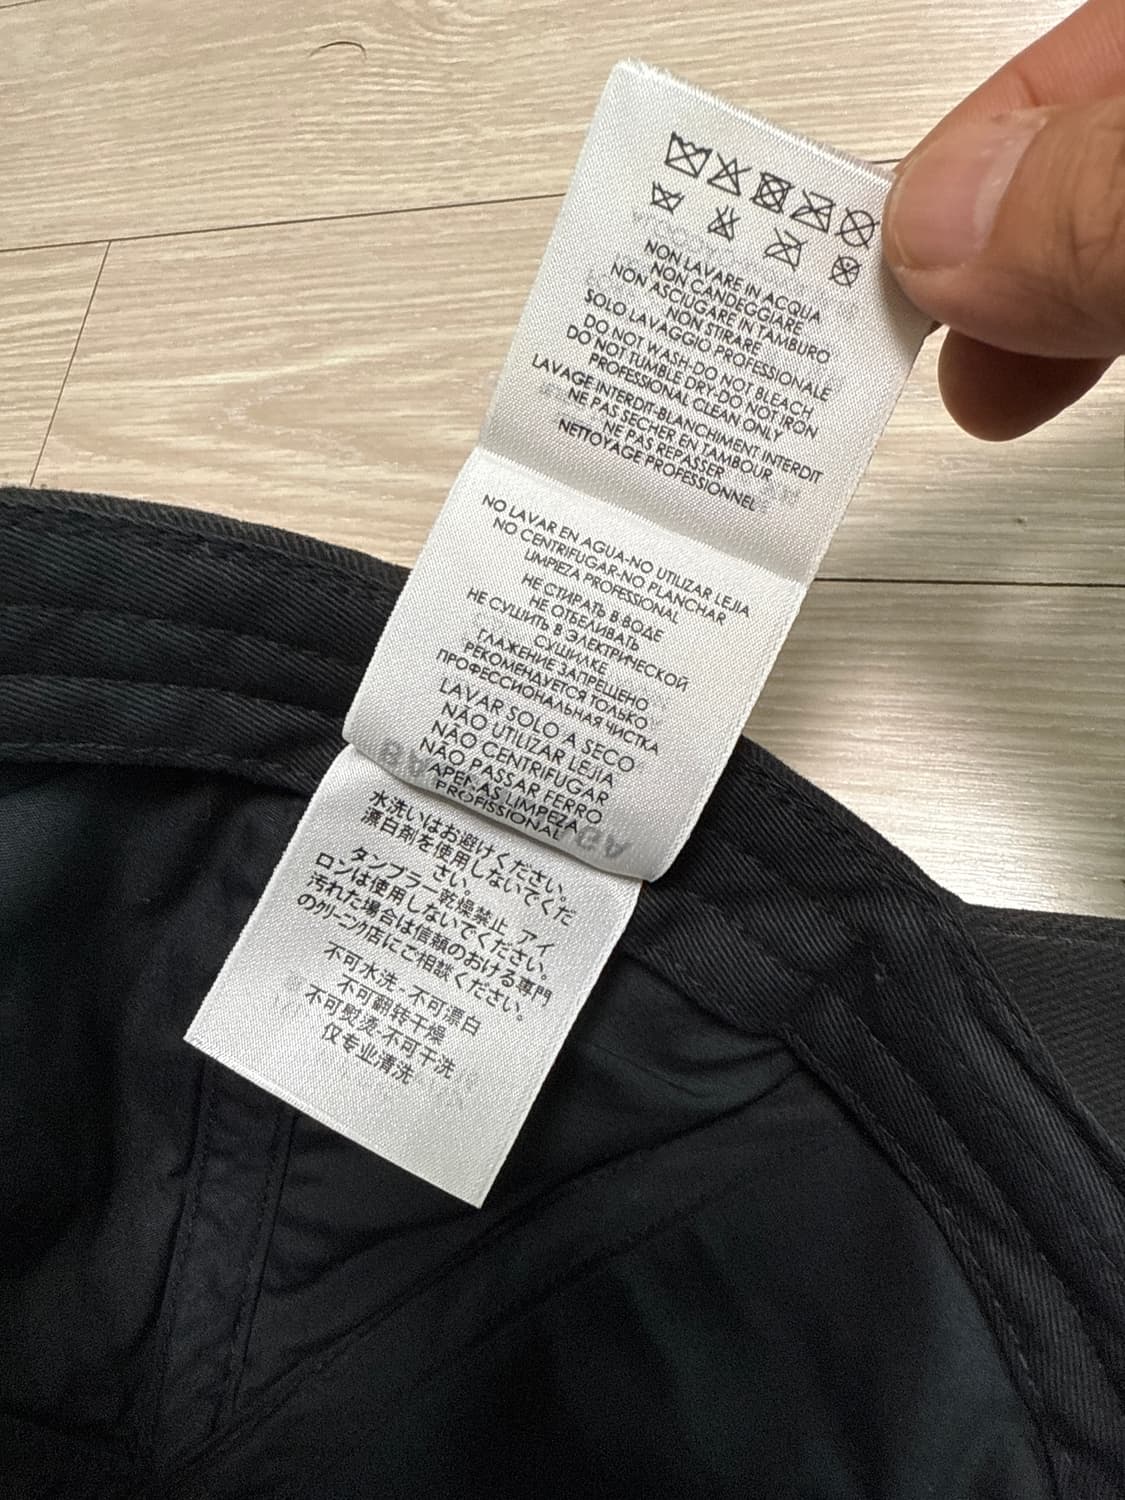 NON LAVARE IN ACQUA
NON CANDEGGIARE
NON ASCIUGARE IN TAMBURO
NON STIRARE
SOLO LAVAGGIO PROFESSIONALE
DO NOT WASH-DO NOT BLEACH
DO NOT TUMBLE DRY-DO NOT IRON
PROFESSIONAL CLEAN ONLY
LAVAGE INTERDIT-BLANCHIMENT INTERDIT
NE PAS SECHER EN TAMBOUR
NE PAS REPASSER
NETTOYAGE PROFESSIONNEL
NO LAVAR EN AGUA-NO UTILIZAR LEJIA
NO CENTRIFUGAR-NO PLANCHAR
LIMPIEZA PROFESSIONAL
НЕ СТИРАТЬ В ВОДЕ
НЕ ОТБЕЛИВАТЬ
НЕ СУШИТЬ В ЭЛЕКТРИЧЕСКОЙ
СУШИЛКЕ
ГЛАЖЕНИЕ ЗАПРЕЩЕНО
РЕКОМЕНДУЕТСЯ ТОЛЬКО
ПРОФЕССИОНАЛЬНАЯ ЧИСТКА
LAVAR SOLO A SECO
NÃO UTILIZAR LEJIA
NÃO CENTRIFUGAR
NÃO PASSAR FERRO
APENAS LIMPEZA
PROFISSIONAL
水洗いはお避けください。
漂白剤を使用しないでくだ
さい。
タンブラー乾燥禁止 アイ
ロンは使用しないでください。
汚れた場合は信頼のおける専門
のクリーニング店にご相談ください。
不可水洗 - 不可漂白
不可翻转干燥
不可熨烫-不可干洗
仅专业清洗